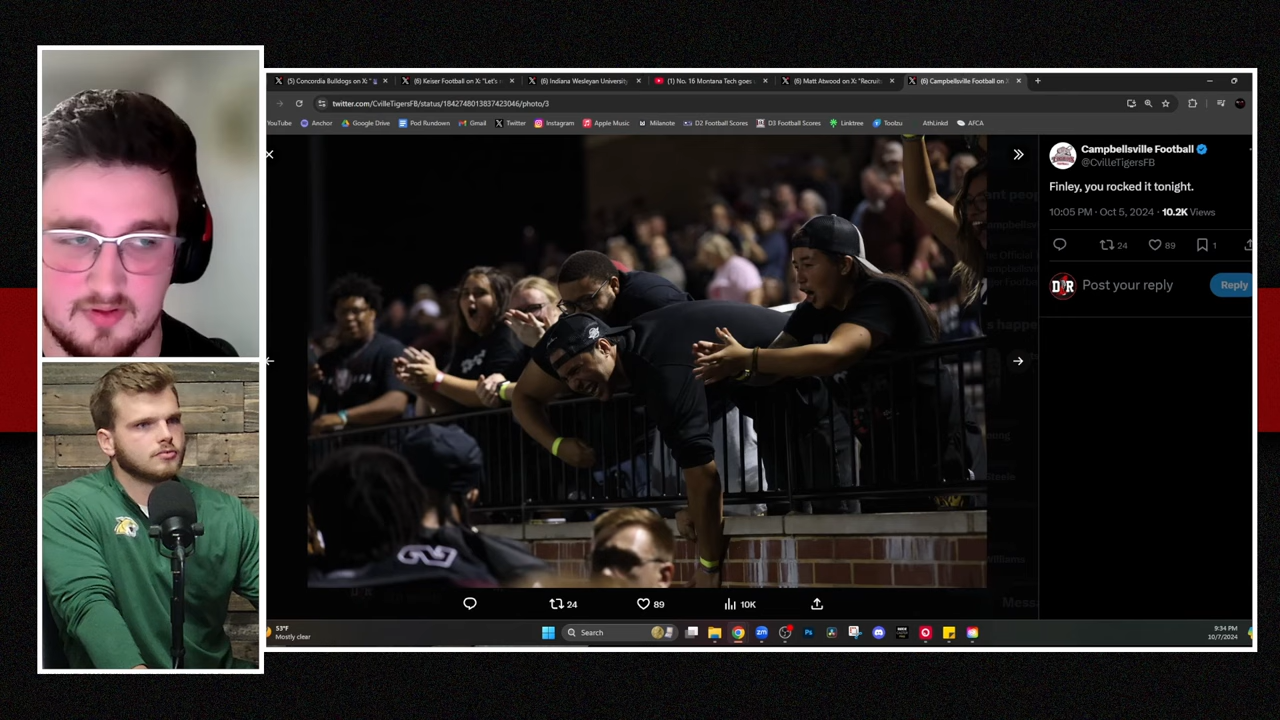 (5) Concordia Bulldogs on X: "
(6) Keiser Football on X: "Let's
(6) Indiana Wesleyan University
(1) No. 16 Montana Tech goes
(6) Matt Atwood on X: "Recruit
(6) Campbellsville Football on X
twitter.com/CvilleTigersFB/status/1842748013837423046/photo/3
YouTube
Anchor
Google Drive
Pod Rundown
Gmail
Twitter
Instagram
Apple Music
Milanote
D2 Football Scores
D3 Football Scores
Linktree
Toolzu
AthLinkd
AFCA
Campbellsville Football
@CvilleTigersFB
Finley, you rocked it tonight.
10:05 PM · Oct 5, 2024 · 10.2K Views
24
89
1
D R
Post your reply
Reply
2
24
89
10K
53°F
Mostly clear
Search
9:34 PM
10/7/2024